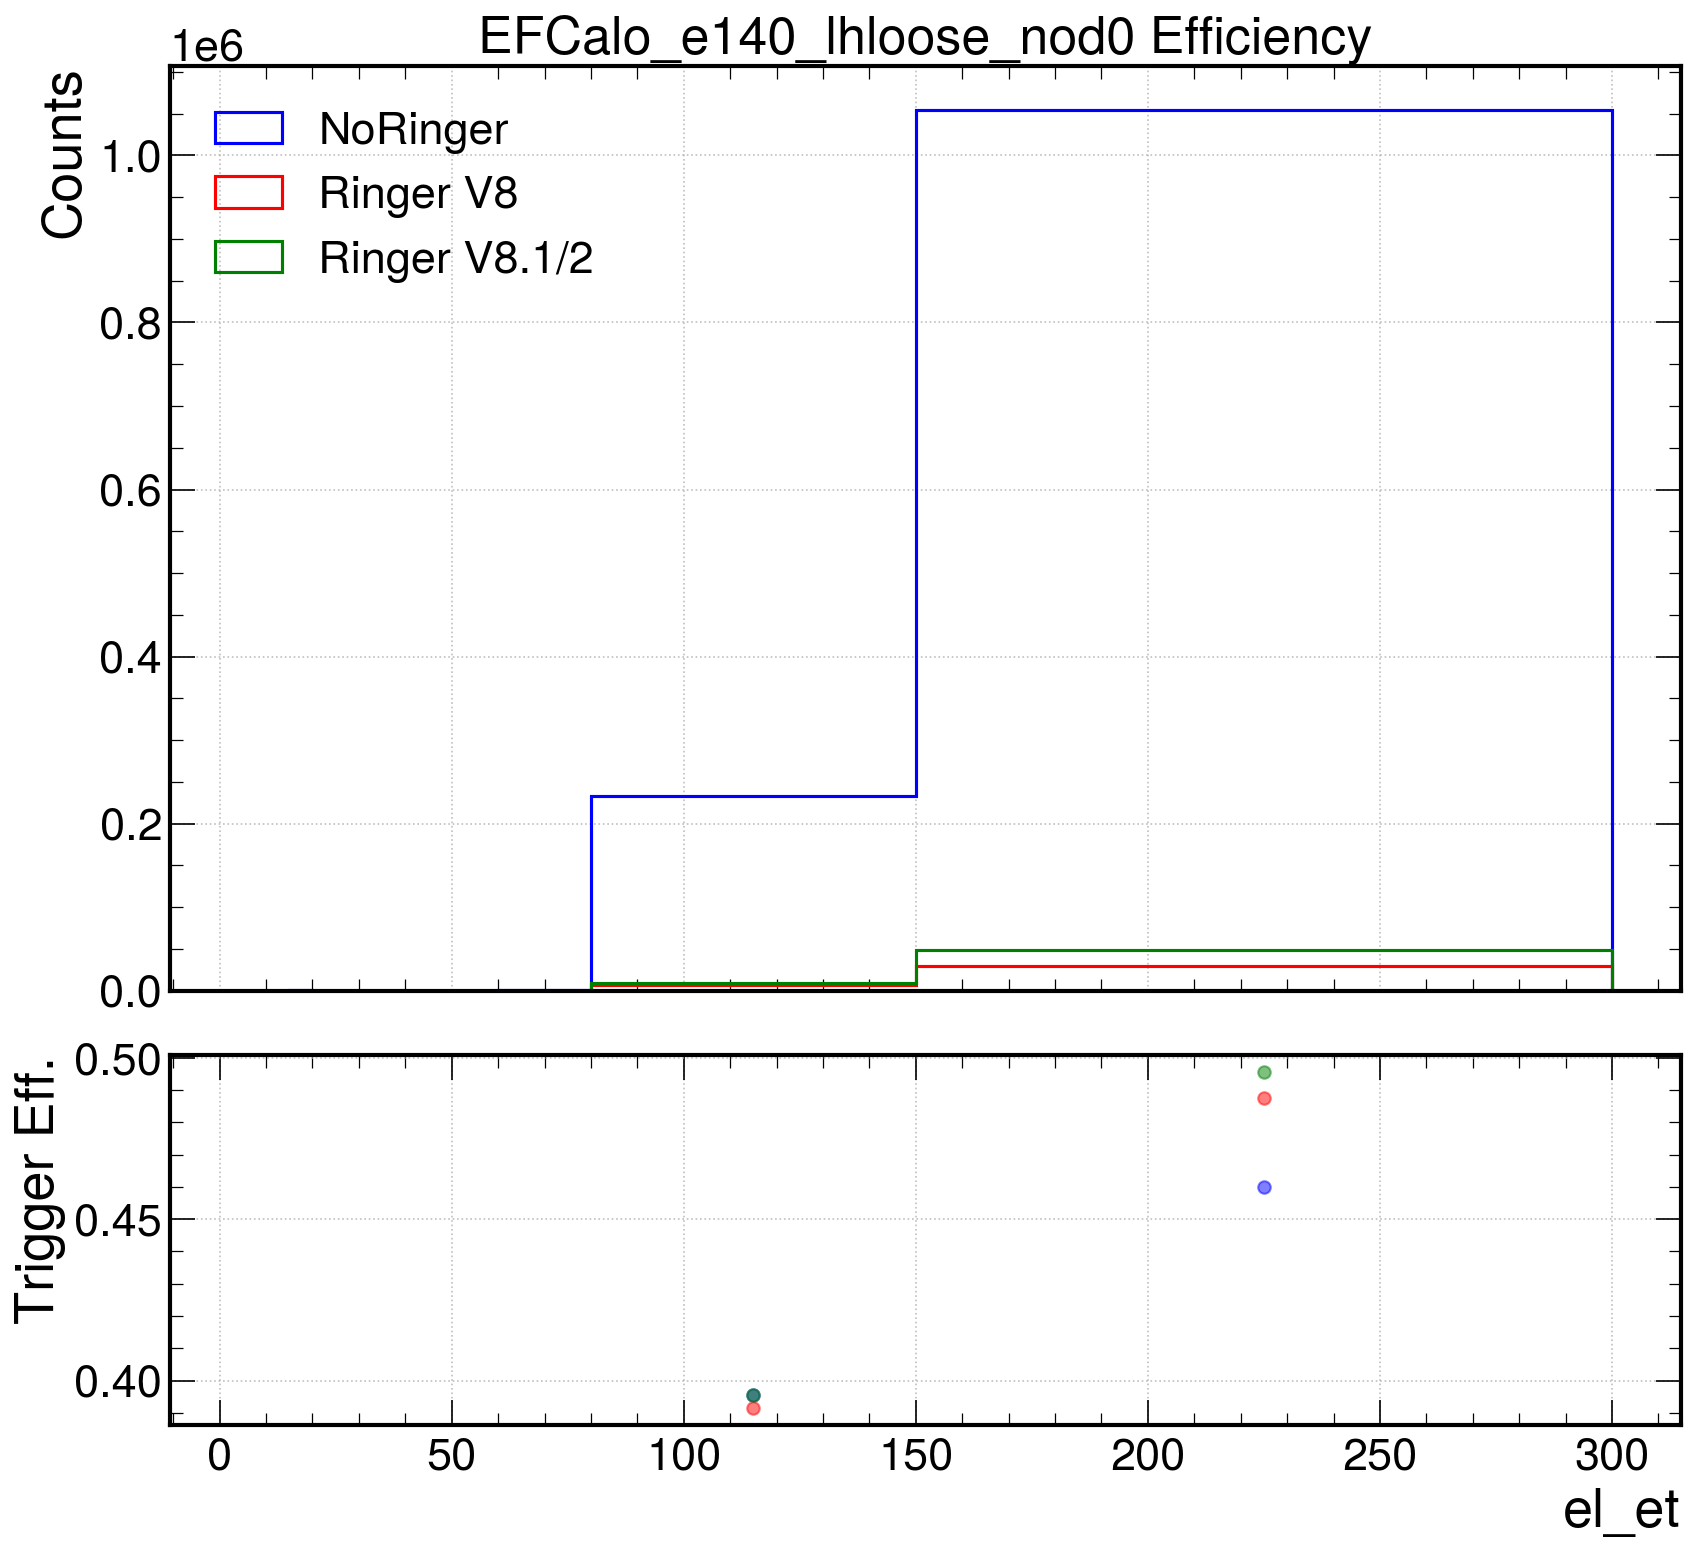 EFCalo_e140_lhloose_nod0 Efficiency
1e6
Counts
NoRinger
Ringer V8
Ringer V8.1/2
1.0
0.8
0.6
0.4
0.2
0.0
Trigger Eff.
0.50
0.45
0.40
0 50 100 150 200 250 300
el_et